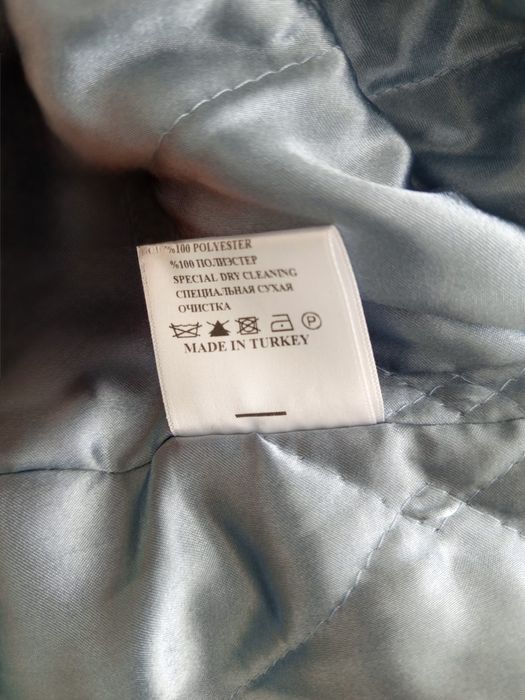 %100 POLYESTER
%100 ПОЛИЭСТЕР
SPECIAL DRY CLEANING
СПЕЦИАЛЬНАЯ СУХАЯ
ОЧИСТКА
P
MADE IN TURKEY